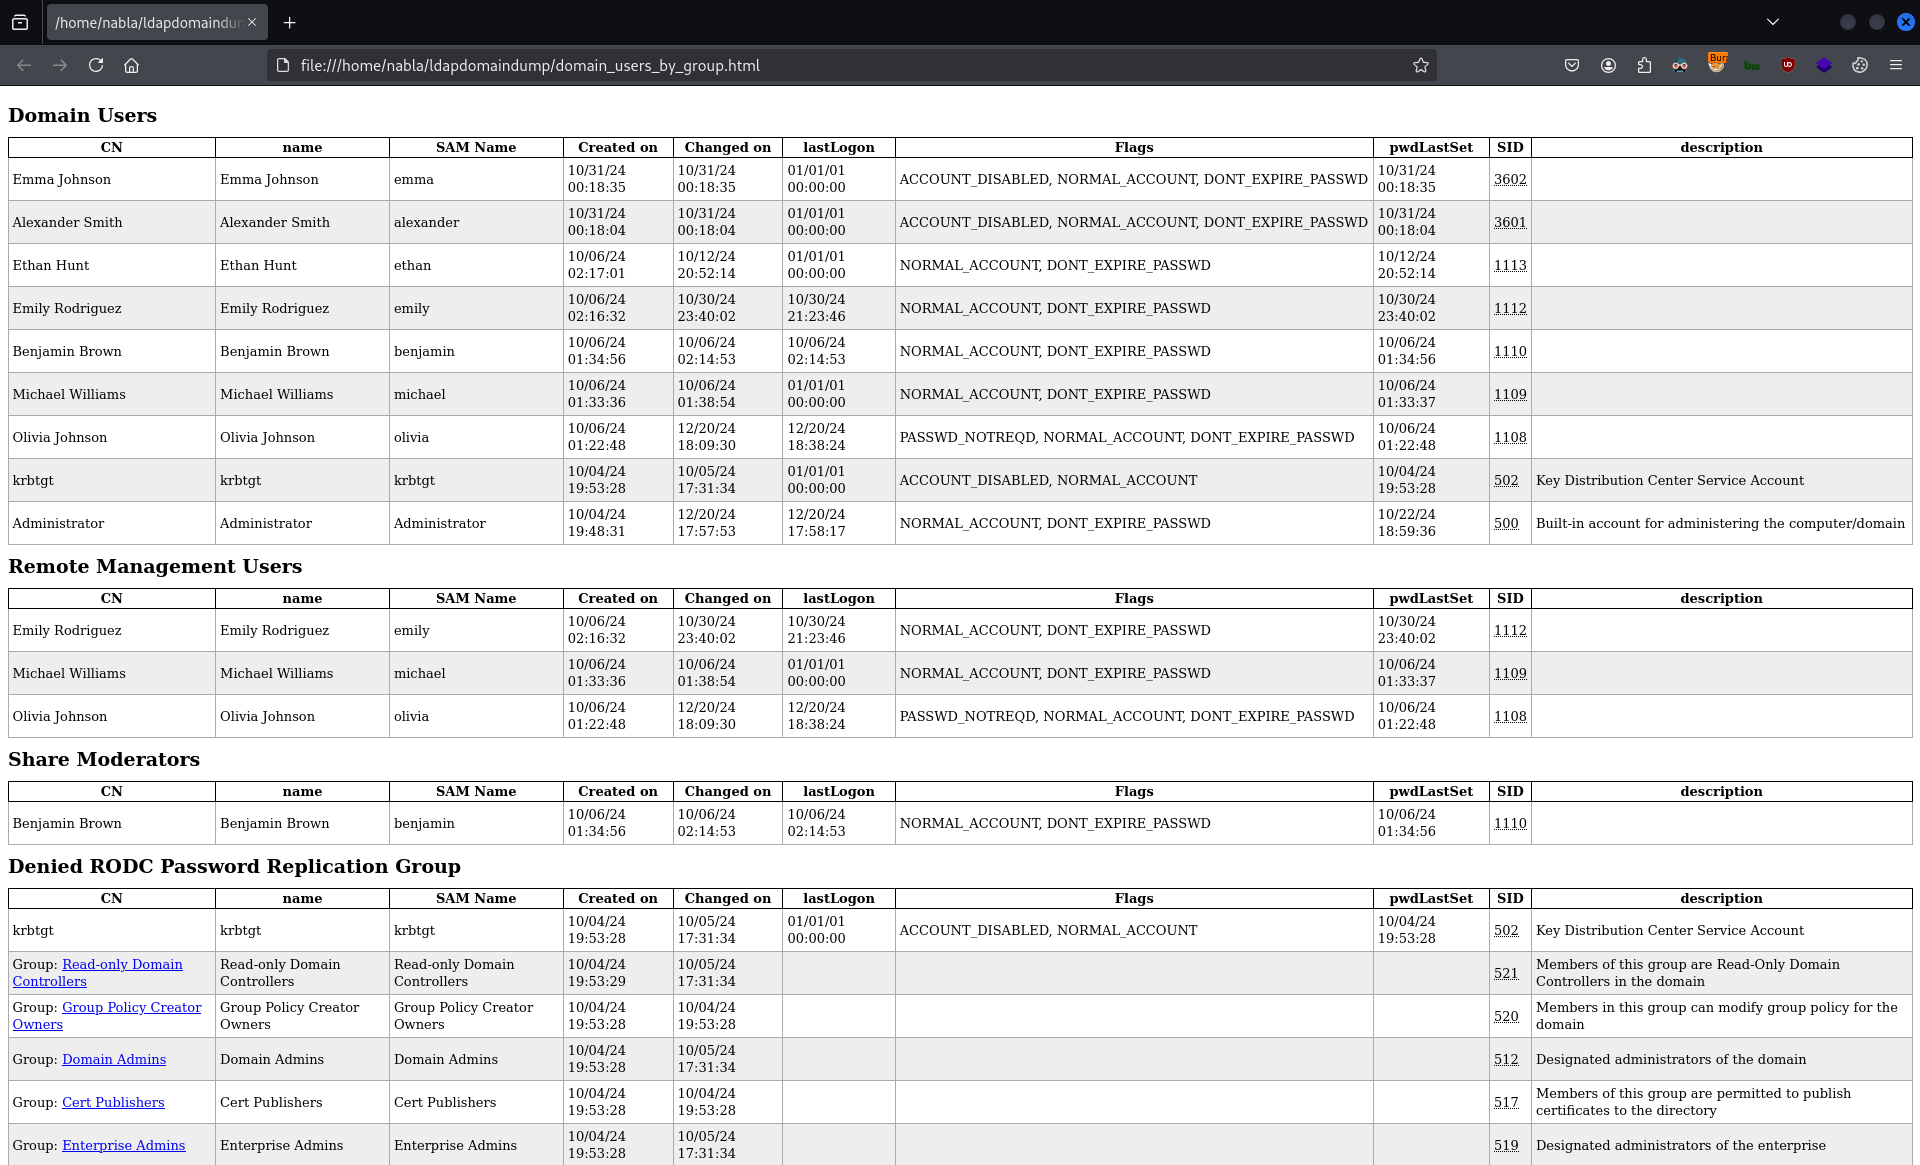 /home/nabla/ldapdomaindun
file:///home/nabla/ldapdomaindump/domain_users_by_group.html
Domain Users
CN name SAM Name Created on Changed on lastLogon Flags pwdLastSet SID description
Emma Johnson Emma Johnson emma 10/31/24 00:18:35 10/31/24 00:18:35 01/01/01 00:00:00 ACCOUNT_DISABLED, NORMAL_ACCOUNT, DONT_EXPIRE_PASSWD 10/31/24 00:18:35 3602
Alexander Smith Alexander Smith alexander 10/31/24 00:18:04 10/31/24 00:18:04 01/01/01 00:00:00 ACCOUNT_DISABLED, NORMAL_ACCOUNT, DONT_EXPIRE_PASSWD 10/31/24 00:18:04 3601
Ethan Hunt Ethan Hunt ethan 10/06/24 02:17:01 10/12/24 20:52:14 01/01/01 00:00:00 NORMAL_ACCOUNT, DONT_EXPIRE_PASSWD 10/12/24 20:52:14 1113
Emily Rodriguez Emily Rodriguez emily 10/06/24 02:16:32 10/30/24 23:40:02 10/30/24 21:23:46 NORMAL_ACCOUNT, DONT_EXPIRE_PASSWD 10/30/24 23:40:02 1112
Benjamin Brown Benjamin Brown benjamin 10/06/24 01:34:56 10/06/24 02:14:53 10/06/24 02:14:53 NORMAL_ACCOUNT, DONT_EXPIRE_PASSWD 10/06/24 01:34:56 1110
Michael Williams Michael Williams michael 10/06/24 01:33:36 10/06/24 01:38:54 01/01/01 00:00:00 NORMAL_ACCOUNT, DONT_EXPIRE_PASSWD 10/06/24 01:33:37 1109
Olivia Johnson Olivia Johnson olivia 10/06/24 01:22:48 12/20/24 18:09:30 12/20/24 18:38:24 PASSWD_NOTREQD, NORMAL_ACCOUNT, DONT_EXPIRE_PASSWD 10/06/24 01:22:48 1108
krbtgt krbtgt krbtgt 10/04/24 19:53:28 10/05/24 17:31:34 01/01/01 00:00:00 ACCOUNT_DISABLED, NORMAL_ACCOUNT 10/04/24 19:53:28 502 Key Distribution Center Service Account
Administrator Administrator Administrator 10/04/24 19:48:31 12/20/24 17:57:53 12/20/24 17:58:17 NORMAL_ACCOUNT, DONT_EXPIRE_PASSWD 10/22/24 18:59:36 500 Built-in account for administering the computer/domain
Remote Management Users
CN name SAM Name Created on Changed on lastLogon Flags pwdLastSet SID description
Emily Rodriguez Emily Rodriguez emily 10/06/24 02:16:32 10/30/24 23:40:02 10/30/24 21:23:46 NORMAL_ACCOUNT, DONT_EXPIRE_PASSWD 10/30/24 23:40:02 1112
Michael Williams Michael Williams michael 10/06/24 01:33:36 10/06/24 01:38:54 01/01/01 00:00:00 NORMAL_ACCOUNT, DONT_EXPIRE_PASSWD 10/06/24 01:33:37 1109
Olivia Johnson Olivia Johnson olivia 10/06/24 01:22:48 12/20/24 18:09:30 12/20/24 18:38:24 PASSWD_NOTREQD, NORMAL_ACCOUNT, DONT_EXPIRE_PASSWD 10/06/24 01:22:48 1108
Share Moderators
CN name SAM Name Created on Changed on lastLogon Flags pwdLastSet SID description
Benjamin Brown Benjamin Brown benjamin 10/06/24 01:34:56 10/06/24 02:14:53 10/06/24 02:14:53 NORMAL_ACCOUNT, DONT_EXPIRE_PASSWD 10/06/24 01:34:56 1110
Denied RODC Password Replication Group
CN name SAM Name Created on Changed on lastLogon Flags pwdLastSet SID description
krbtgt krbtgt krbtgt 10/04/24 19:53:28 10/05/24 17:31:34 01/01/01 00:00:00 ACCOUNT_DISABLED, NORMAL_ACCOUNT 10/04/24 19:53:28 502 Key Distribution Center Service Account
Group: Read-only Domain Controllers Read-only Domain Controllers Read-only Domain Controllers 10/04/24 19:53:29 10/05/24 17:31:34 521 Members of this group are Read-Only Domain Controllers in the domain
Group: Group Policy Creator Owners Group Policy Creator Owners Group Policy Creator Owners 10/04/24 19:53:28 10/04/24 19:53:28 520 Members in this group can modify group policy for the domain
Group: Domain Admins Domain Admins Domain Admins 10/04/24 19:53:28 10/05/24 17:31:34 512 Designated administrators of the domain
Group: Cert Publishers Cert Publishers Cert Publishers 10/04/24 19:53:28 10/04/24 19:53:28 517 Members of this group are permitted to publish certificates to the directory
Group: Enterprise Admins Enterprise Admins Enterprise Admins 10/04/24 19:53:28 10/05/24 17:31:34 519 Designated administrators of the enterprise